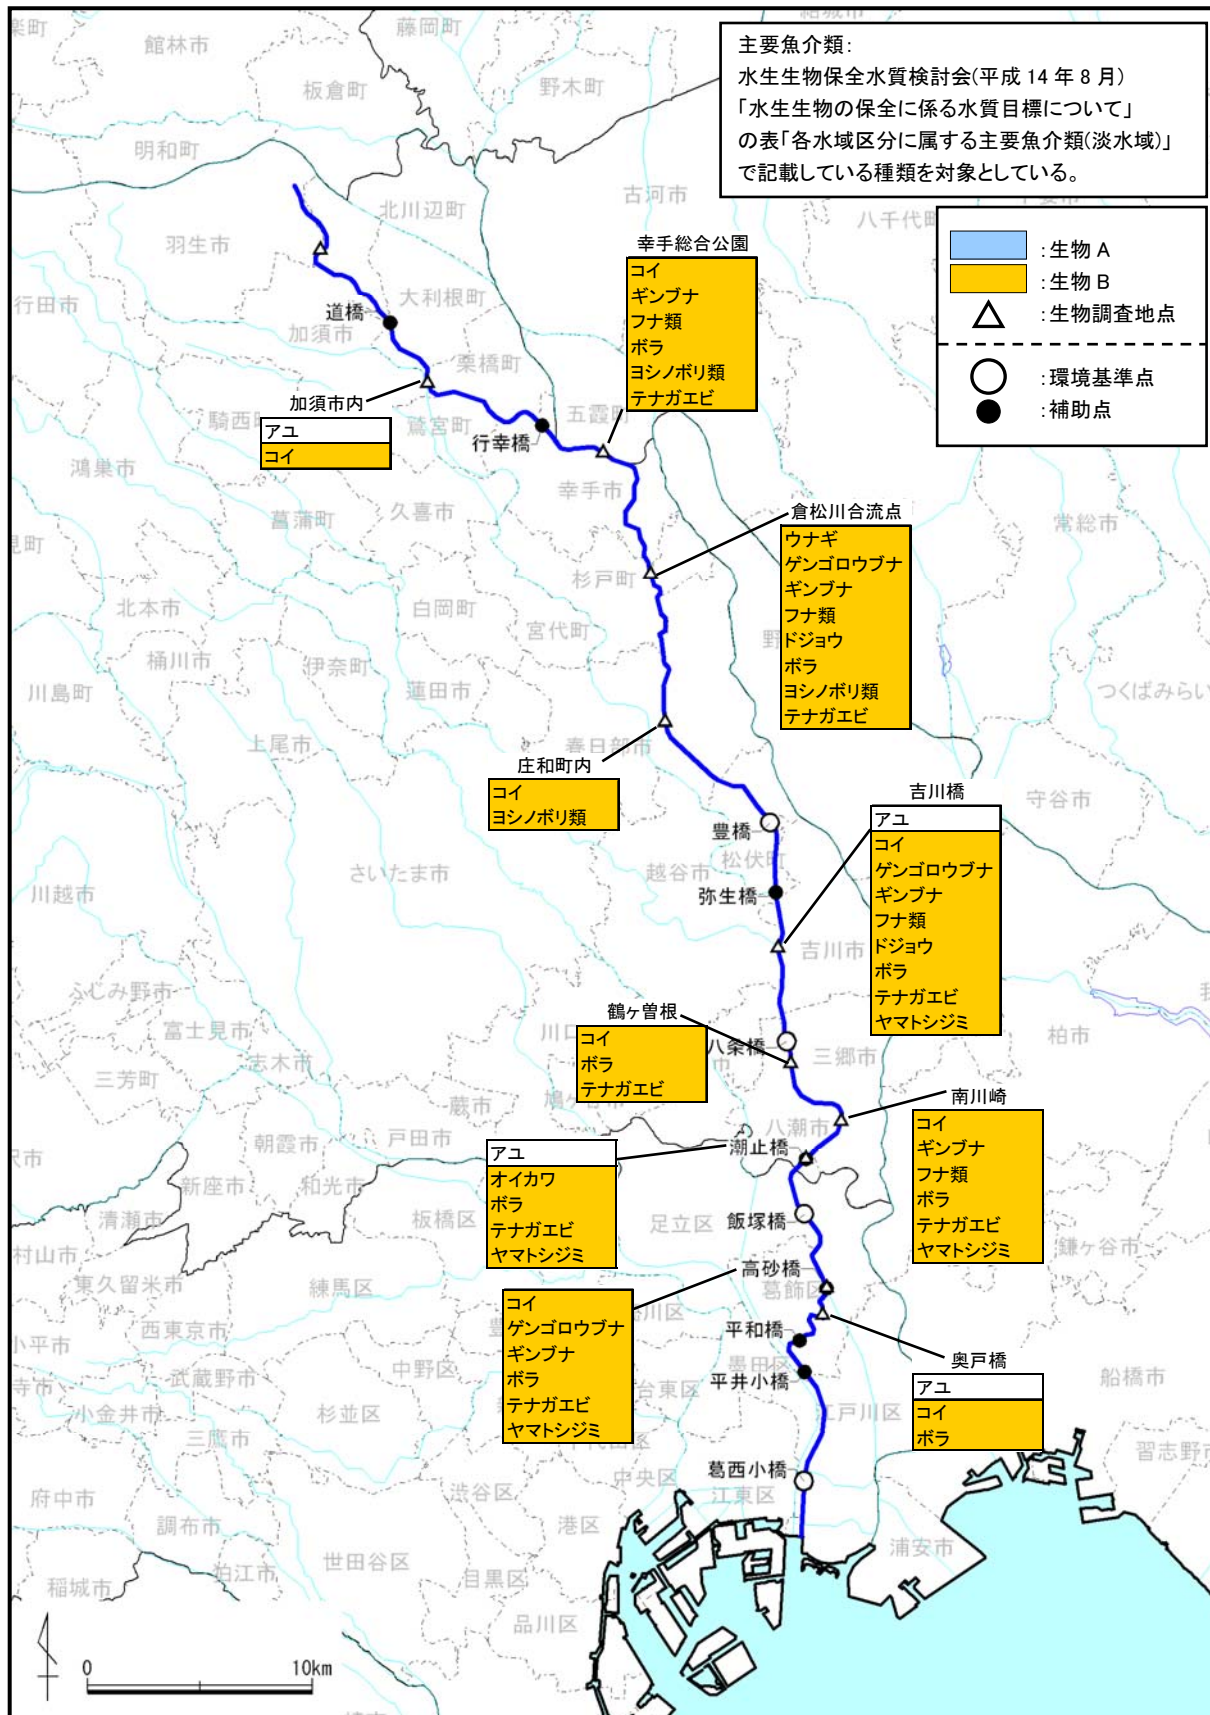 主要魚介類：
水生生物保全水質検討会(平成 14 年 8 月)
「水生生物の保全に係る水質目標について」
の表「各水域区分に属する主要魚介類(淡水域)」
で記載している種類を対象としている。
：生物 A
：生物 B
：生物調査地点
：環境基準点
：補助点
館林市
藤岡町
板倉町
野木町
明和町
古河市
北川辺町
羽生市
行田市
大利根町
加須市
道橋
栗橋町
幸手総合公園
コイ
ギンブナ
フナ類
ボラ
ヨシノボリ類
テナガエビ
加須市内
アユ
コイ
鷲宮町
五霞町
行幸橋
鴻巣市
幸手市
菖蒲町
久喜市
常総市
倉松川合流点
ウナギ
ゲンゴロウブナ
ギンブナ
フナ類
ドジョウ
ボラ
ヨシノボリ類
テナガエビ
杉戸町
北本市
白岡町
宮代町
桶川市
伊奈町
蓮田市
川島町
上尾市
春日部市
庄和町内
コイ
ヨシノボリ類
守谷市
吉川橋
アユ
コイ
ゲンゴロウブナ
ギンブナ
フナ類
ドジョウ
ボラ
テナガエビ
ヤマトシジミ
豊橋
松伏町
越谷市
さいたま市
川越市
弥生橋
吉川市
ふじみ野市
富士見市
志木市
三芳町
柏市
鶴ヶ曽根
コイ
ボラ
テナガエビ
八条橋
三郷市
蕨市
戸田市
朝霞市
八潮市
南川崎
コイ
ギンブナ
フナ類
ボラ
テナガエビ
ヤマトシジミ
潮止橋
アユ
オイカワ
ボラ
テナガエビ
ヤマトシジミ
新座市
和光市
清瀬市
板橋区
足立区
飯塚橋
鎌ヶ谷市
村山市
東久留米市
練馬区
高砂橋
コイ
ゲンゴロウブナ
ギンブナ
ボラ
テナガエビ
ヤマトシジミ
葛飾区
西東京市
小平市
平和橋
奥戸橋
アユ
コイ
ボラ
墨田区
平井小橋
台東区
中野区
武蔵野市
小金井市
杉並区
三鷹市
船橋市
江戸川区
習志野市
葛西小橋
中央区
江東区
渋谷区
港区
府中市
調布市
世田谷区
目黒区
狛江市
稲城市
品川区
浦安市
0
10km